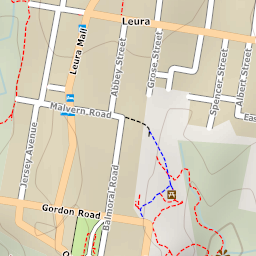 Leura
Leura Mall
Abbey Street
Grose Street
Spencer Street
Albert Street
Malvern Road
Jersey Avenue
Balmoral Road
Gordon Road